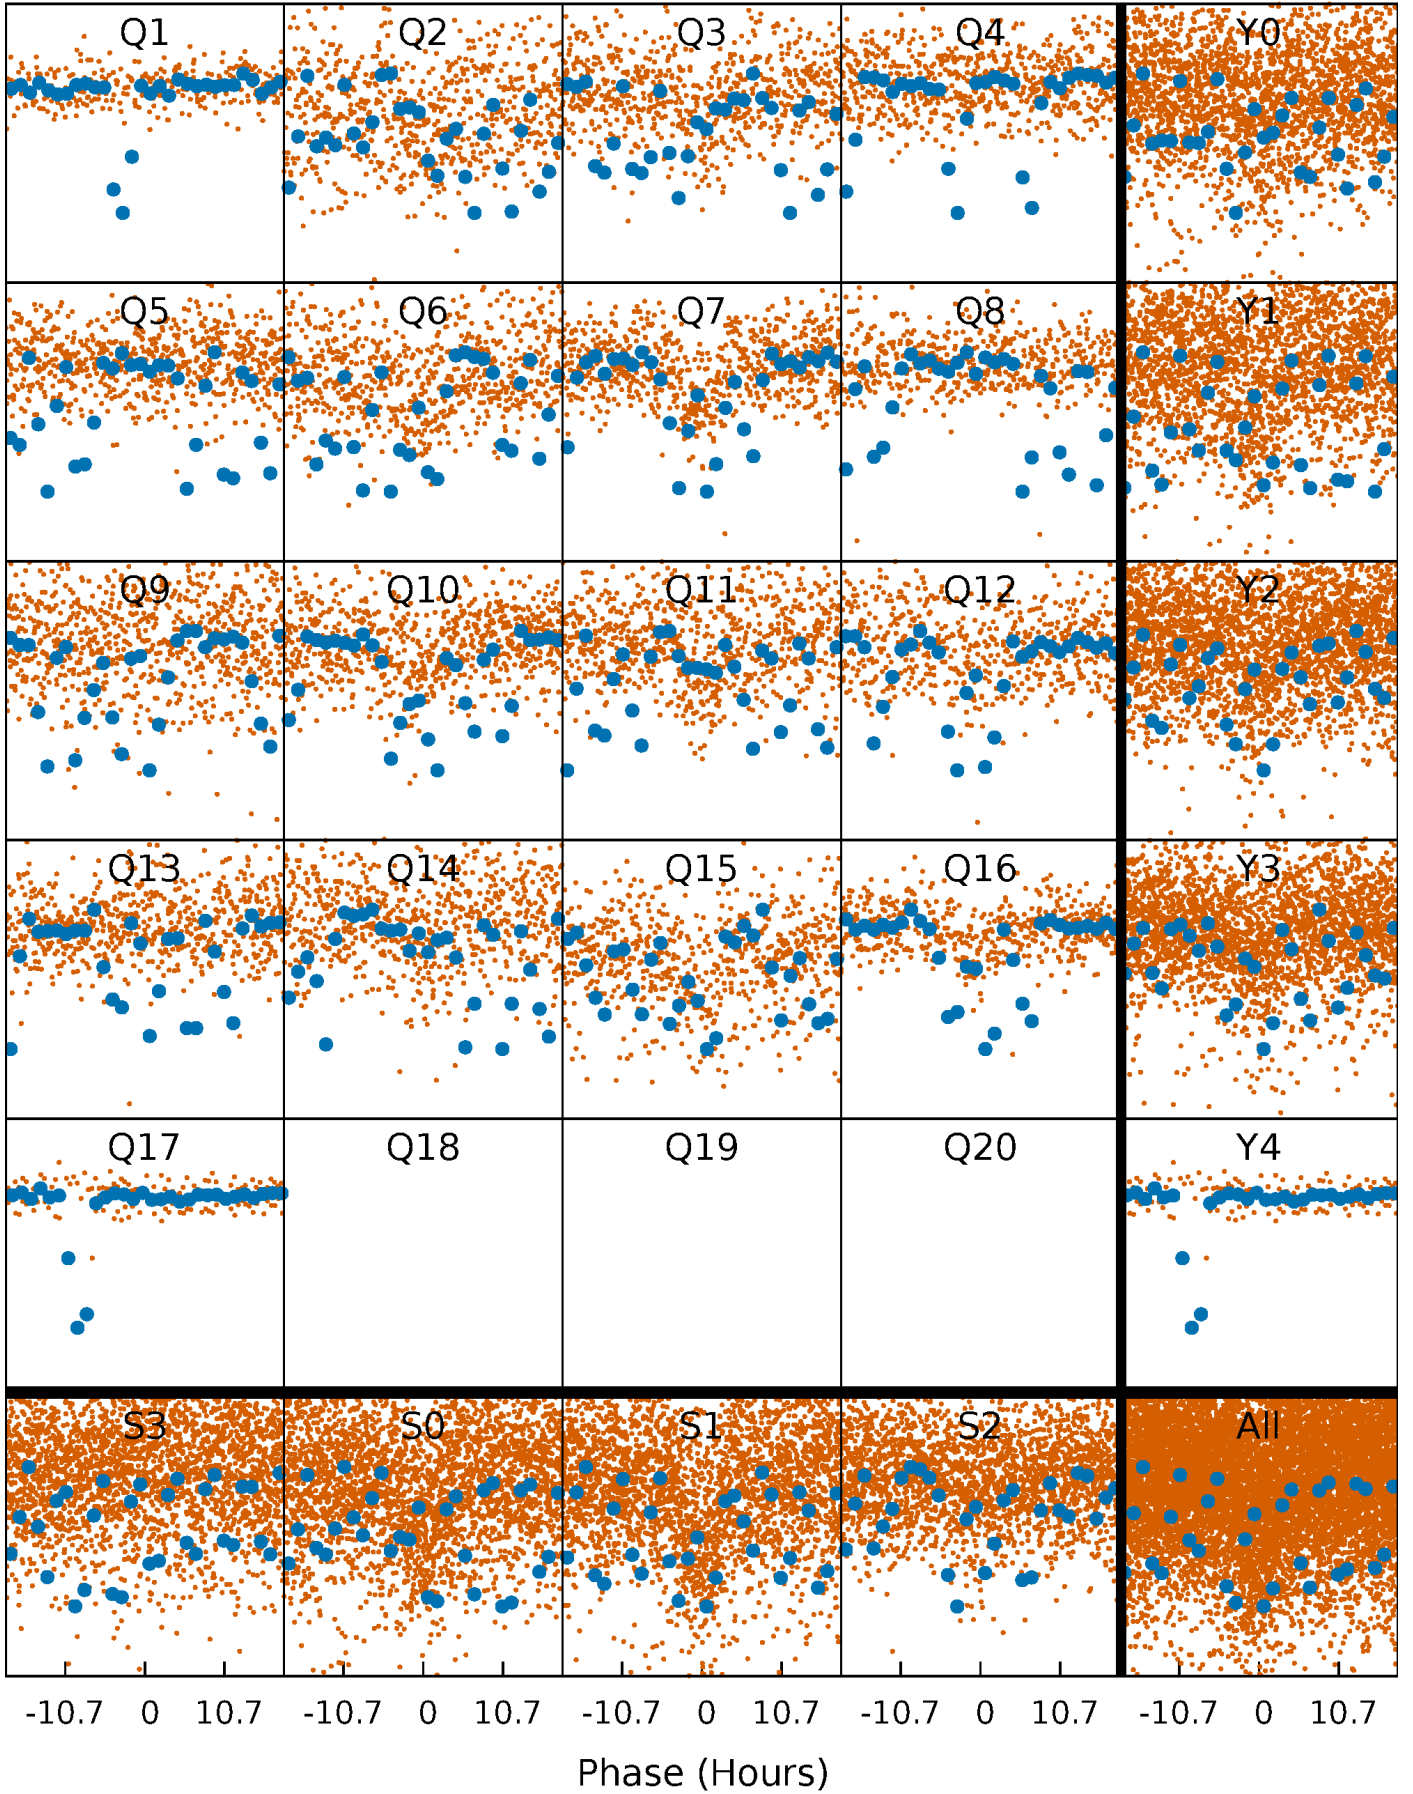 Q1 Q2 Q3 Q4 Y0
Q5 Q6 Q7 Q8 Y1
Q9 Q10 Q11 Q12 Y2
Q13 Q14 Q15 Q16 Y3
Q17 Q18 Q19 Q20 Y4
S3 S0 S1 S2 All
-10.7 0 10.7 -10.7 0 10.7 -10.7 0 10.7 -10.7 0 10.7 -10.7 0 10.7
Phase (Hours)